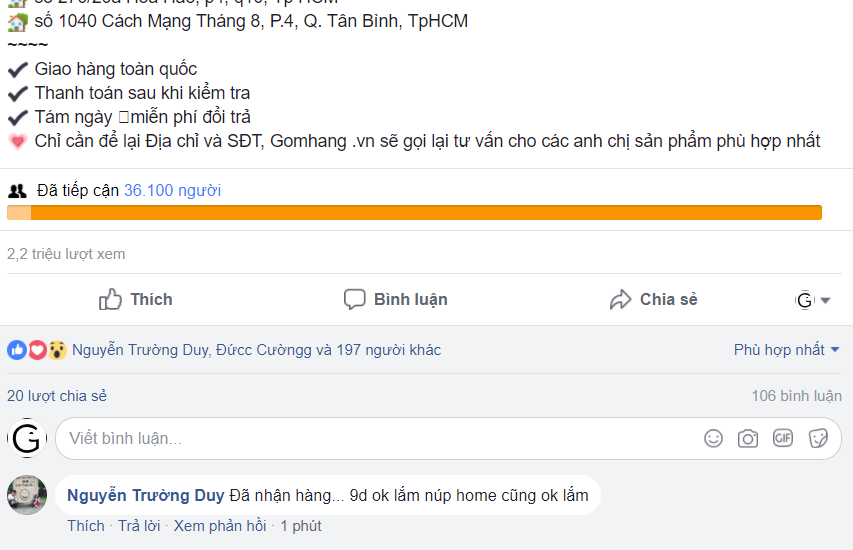 số 1040 Cách Mạng Tháng 8, P.4, Q. Tân Bình, TpHCM
~~~~
Giao hàng toàn quốc
Thanh toán sau khi kiểm tra
Tám ngày miễn phí đổi trả
Chỉ cần để lại Địa chỉ và SĐT, Gomhang .vn sẽ gọi lại tư vấn cho các anh chị sản phẩm phù hợp nhất
Đã tiếp cận 36.100 người
2,2 triệu lượt xem
Thích Bình luận Chia sẻ G
Nguyễn Trường Duy, Đứcc Cườngg và 197 người khác Phù hợp nhất
20 lượt chia sẻ 106 bình luận
G Viết bình luận... GIF
Nguyễn Trường Duy Đã nhận hàng... 9d ok lắm núp home cũng ok lắm
Thích · Trả lời · Xem phản hồi · 1 phút